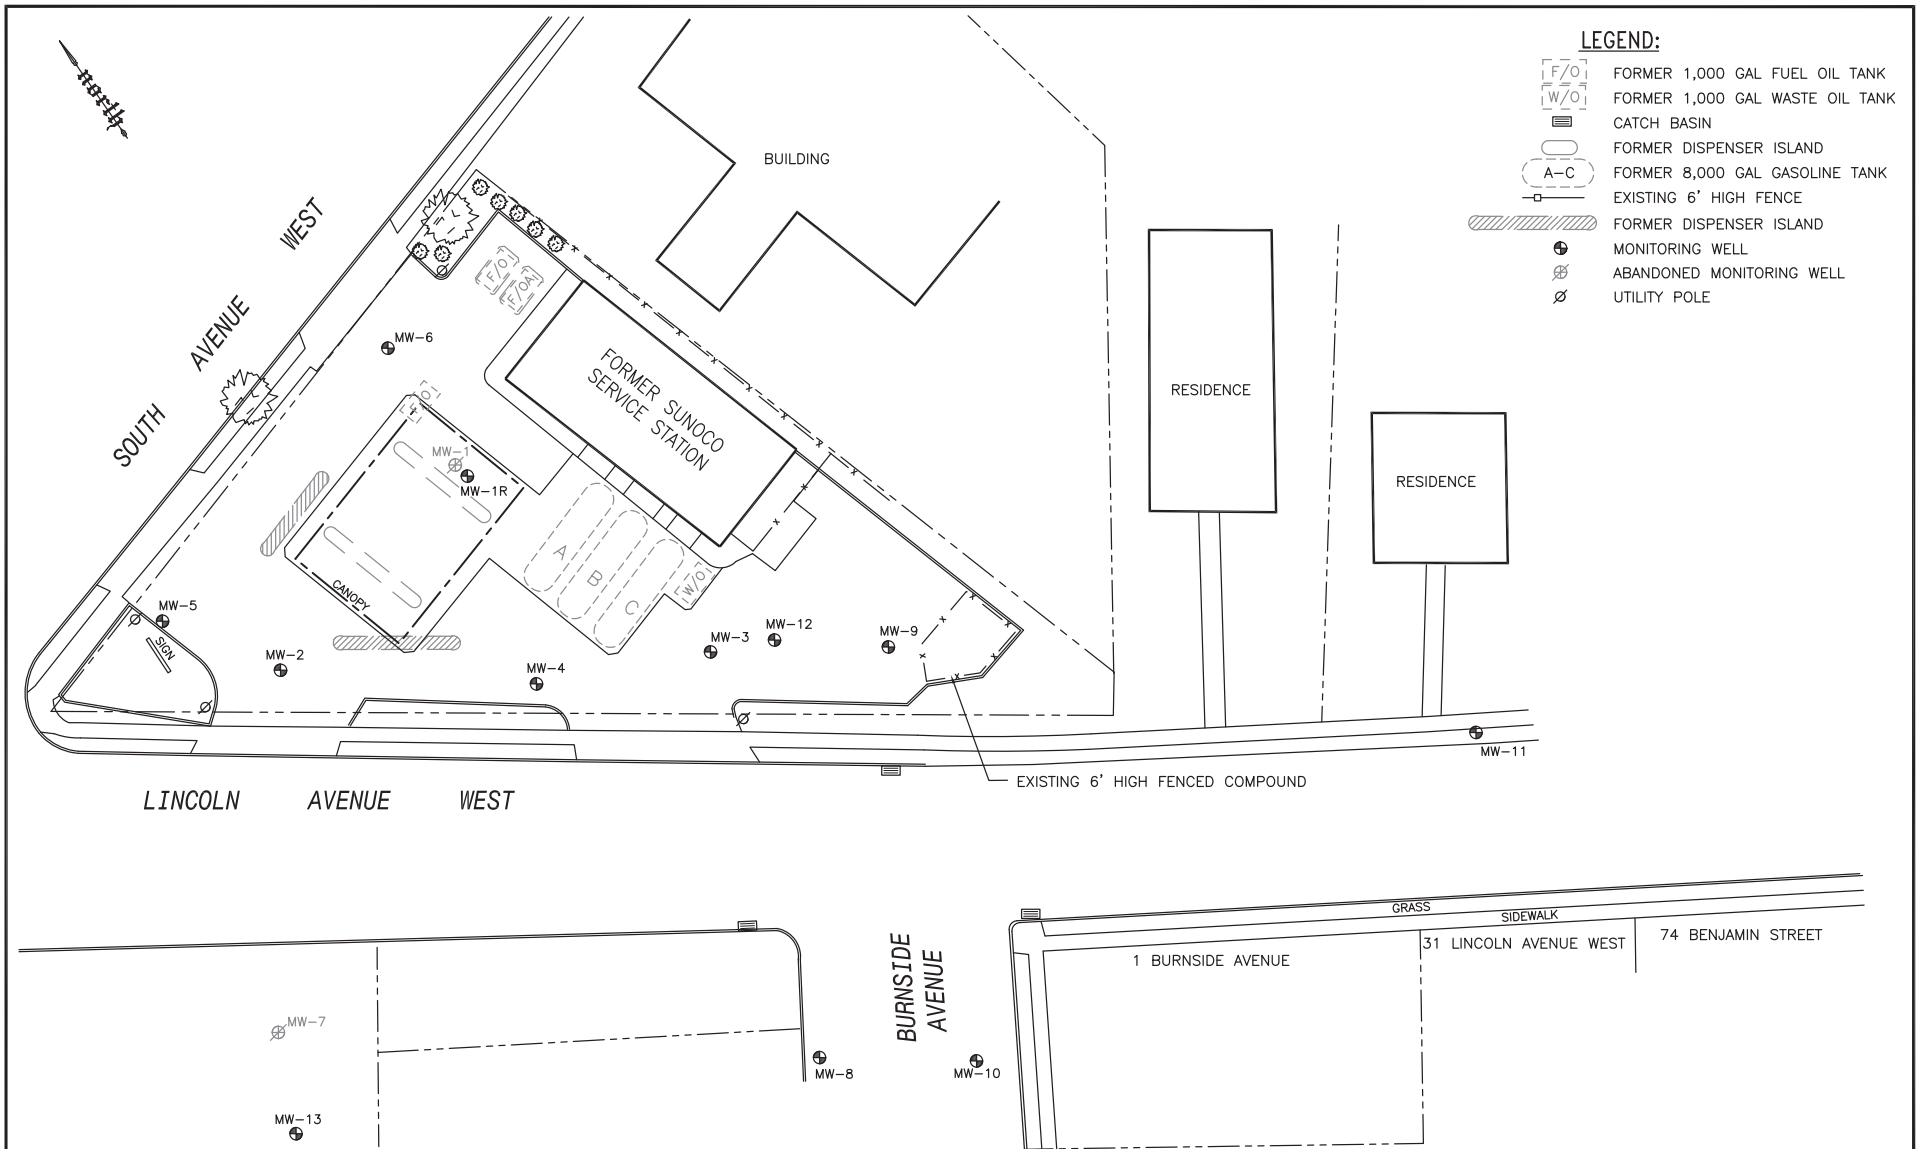 LEGEND:
F/O FORMER 1,000 GAL FUEL OIL TANK
W/O FORMER 1,000 GAL WASTE OIL TANK
CATCH BASIN
FORMER DISPENSER ISLAND
A-C FORMER 8,000 GAL GASOLINE TANK
EXISTING 6' HIGH FENCE
FORMER DISPENSER ISLAND
MONITORING WELL
ABANDONED MONITORING WELL
UTILITY POLE
north
BUILDING
SOUTH AVENUE WEST
F/O
F/OA
MW-6
FORMER SUNOCO
SERVICE STATION
RESIDENCE
RESIDENCE
F/O
MW-1
MW-1R
A
B
C
W/O
CANOPY
MW-5
SIGN
MW-2
MW-4
MW-3
MW-12
MW-9
MW-11
EXISTING 6' HIGH FENCED COMPOUND
LINCOLN AVENUE WEST
BURNSIDE
AVENUE
GRASS
SIDEWALK
1 BURNSIDE AVENUE
31 LINCOLN AVENUE WEST
74 BENJAMIN STREET
MW-7
MW-8
MW-10
MW-13